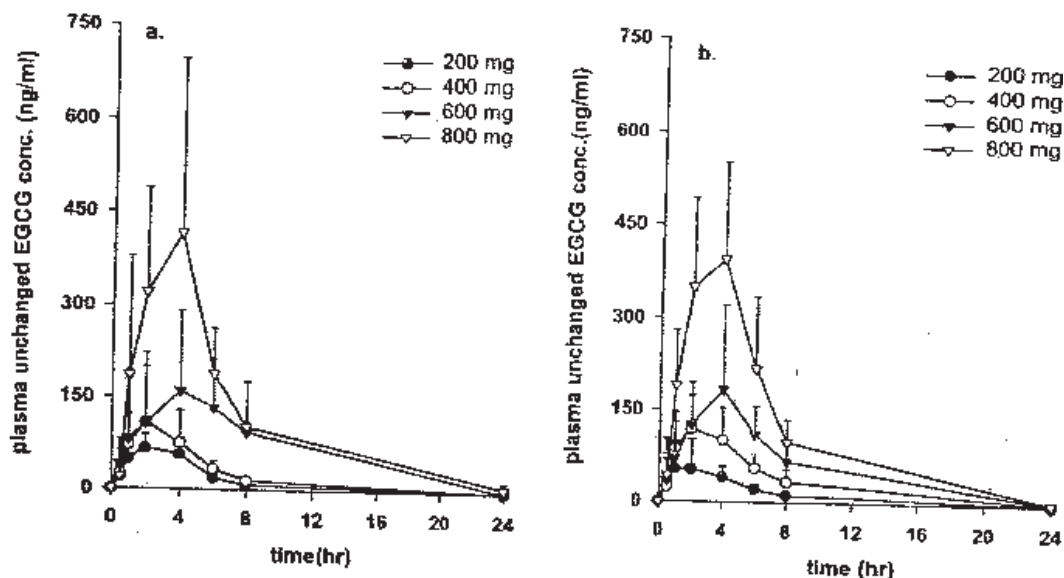 a.
750
600
450
300
150
0
plasma unchanged EGCG conc. (ng/ml)
200 mg
400 mg
600 mg
800 mg
0 4 8 12 16 20 24
time(hr)
b.
750
600
450
300
150
0
plasma unchanged EGCG conc.(ng/ml)
200 mg
400 mg
600 mg
800 mg
0 4 8 12 16 20 24
time (hr)